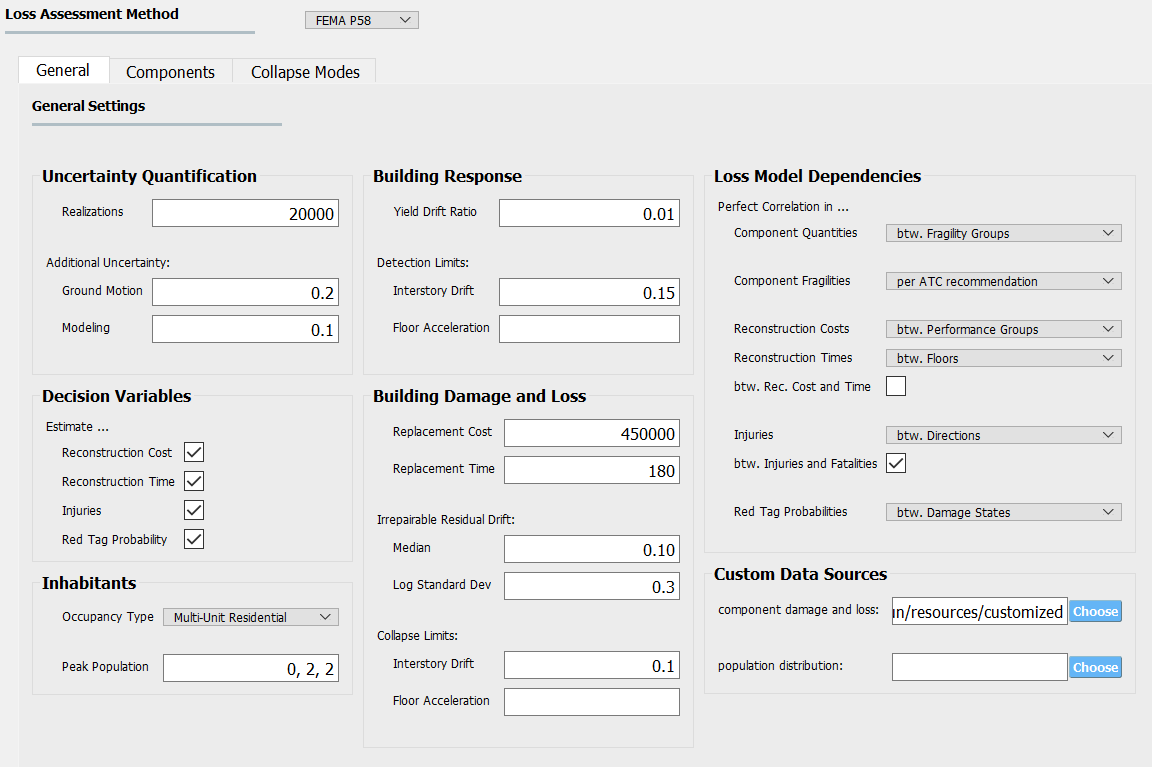 Loss Assessment Method
FEMA P58
General
Components
Collapse Modes
General Settings
Uncertainty Quantification
Realizations
20000
Additional Uncertainty:
Ground Motion
0.2
Modeling
0.1
Decision Variables
Estimate ...
Reconstruction Cost
Reconstruction Time
Injuries
Red Tag Probability
Inhabitants
Occupancy Type
Multi-Unit Residential
Peak Population
0, 2, 2
Building Response
Yield Drift Ratio
0.01
Detection Limits:
Interstory Drift
0.15
Floor Acceleration
Building Damage and Loss
Replacement Cost
450000
Replacement Time
180
Irrepairable Residual Drift:
Median
0.10
Log Standard Dev
0.3
Collapse Limits:
Interstory Drift
0.1
Floor Acceleration
Loss Model Dependencies
Perfect Correlation in ...
Component Quantities
btw. Fragility Groups
Component Fragilities
per ATC recommendation
Reconstruction Costs
btw. Performance Groups
Reconstruction Times
btw. Floors
btw. Rec. Cost and Time
Injuries
btw. Directions
btw. Injuries and Fatalities
Red Tag Probabilities
btw. Damage States
Custom Data Sources
component damage and loss:
un/resources/customized
Choose
population distribution:
Choose